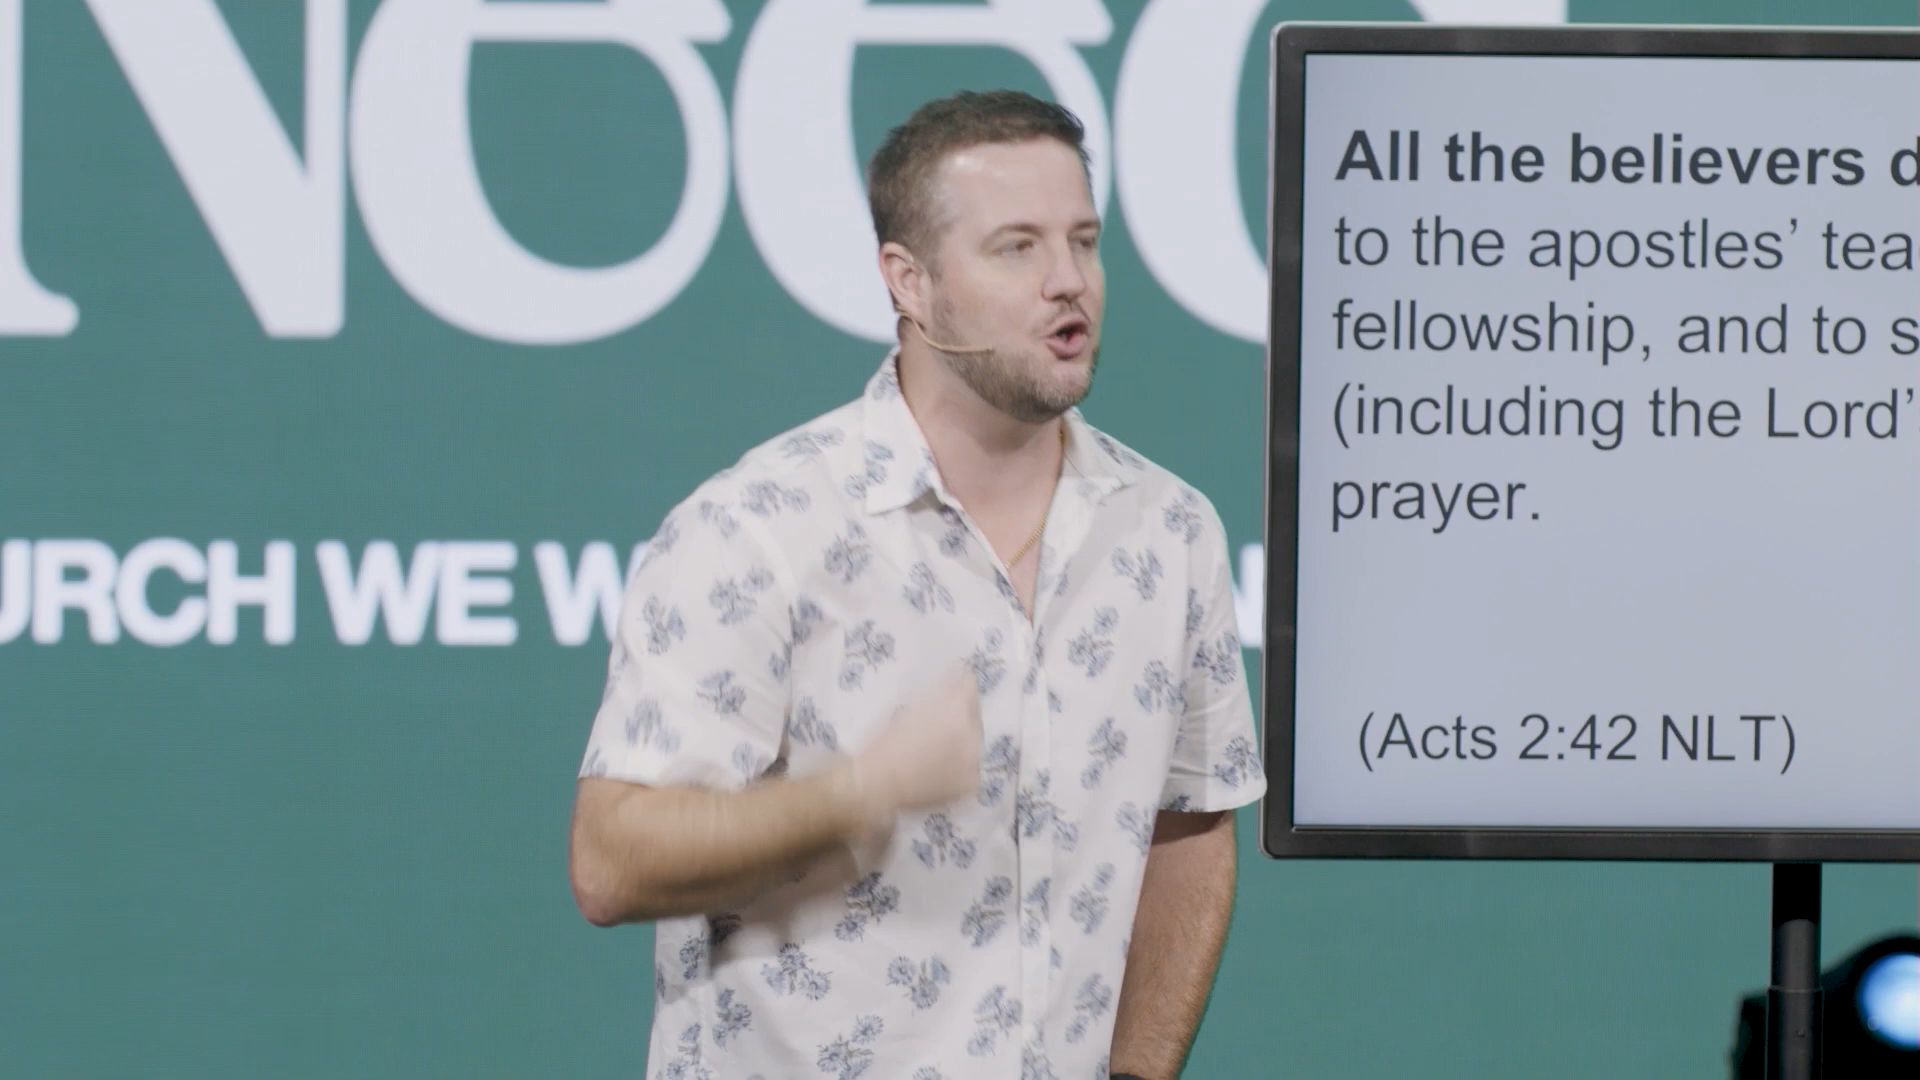 Nee
URCH WE W
All the believers d
to the apostles’ tea
fellowship, and to s
(including the Lord’
prayer.
(Acts 2:42 NLT)